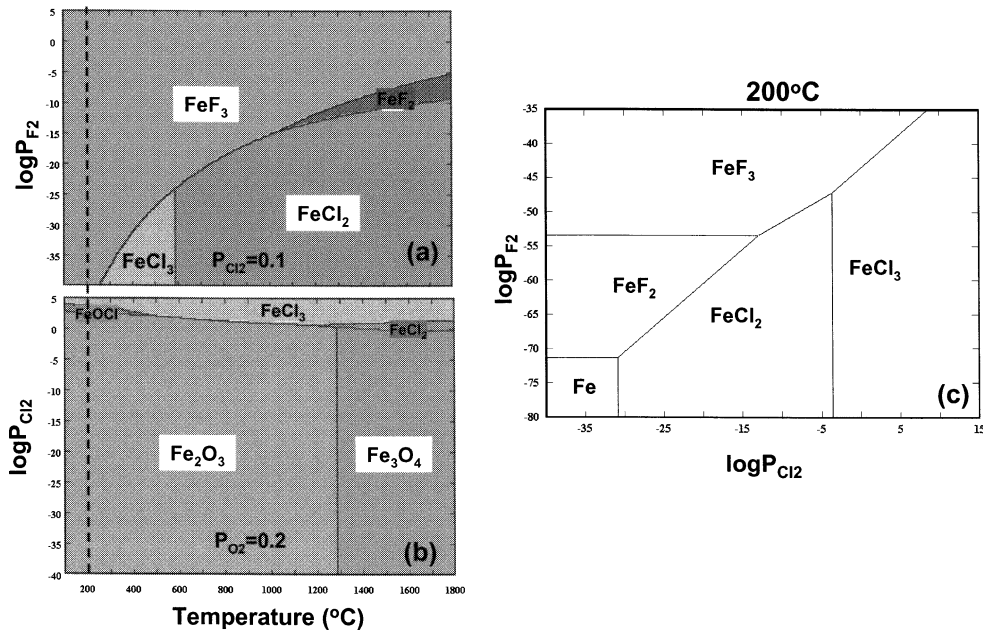 5
0
-5
-10
-15
-20
-25
-30
-35
logP_F2
FeF3
FeF2
FeCl2
FeCl3
P_Cl2=0.1
(a)
5
0
-5
-10
-15
-20
-25
-30
-35
-40
logP_Cl2
FeOCl
FeCl3
FeCl2
Fe2O3
Fe3O4
P_O2=0.2
(b)
200 400 600 800 1000 1200 1400 1600 1800
Temperature (oC)
200oC
-35
-40
-45
-50
-55
-60
-65
-70
-75
-80
logP_F2
FeF3
FeF2
FeCl2
FeCl3
Fe
(c)
-35 -25 -15 -5 5 15
logP_Cl2